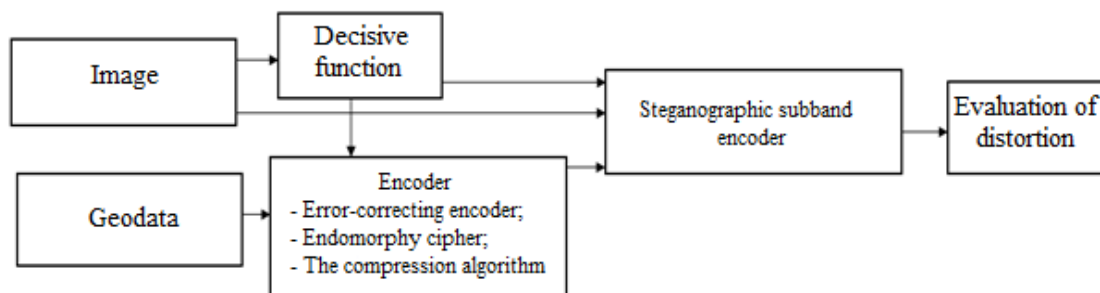 Image
Decisive
function
Steganographic subband
encoder
Evaluation of
distortion
Geodata
Encoder
- Error-correcting encoder;
- Endomorphy cipher;
- The compression algorithm